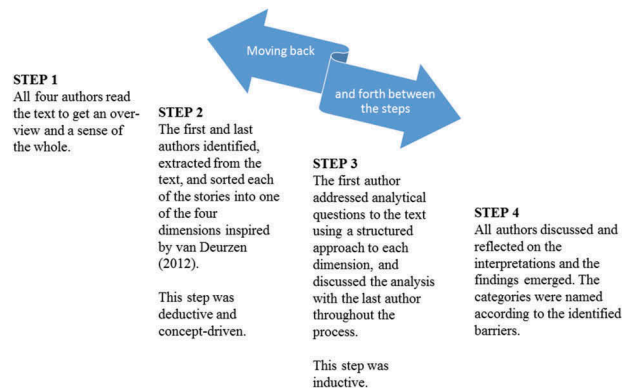 Moving back
and forth between
the steps
STEP 1
All four authors read
the text to get an over-
view and a sense of
the whole.
STEP 2
The first and last
authors identified,
extracted from the
text, and sorted each
of the stories into one
of the four
dimensions inspired
by van Deurzen
(2012).
This step was
deductive and
concept-driven.
STEP 3
The first author
addressed analytical
questions to the text
using a structured
approach to each
dimension, and
discussed the analysis
with the last author
throughout the
process.
This step was
inductive.
STEP 4
All authors discussed and
reflected on the
interpretations and the
findings emerged. The
categories were named
according to the identified
barriers.